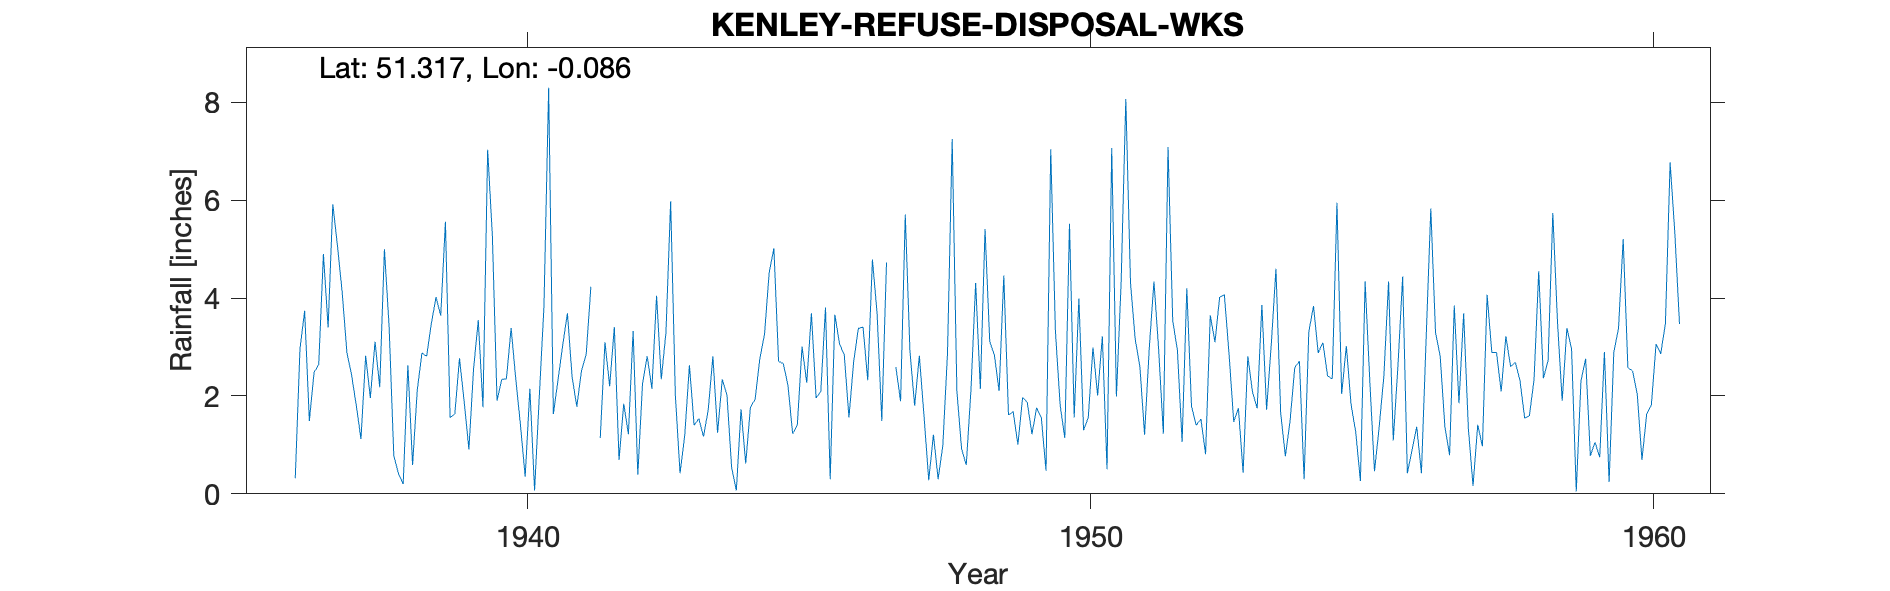 KENLEY-REFUSE-DISPOSAL-WKS
Lat: 51.317, Lon: -0.086
Rainfall [inches]
8
6
4
2
0
1940 1950 1960
Year